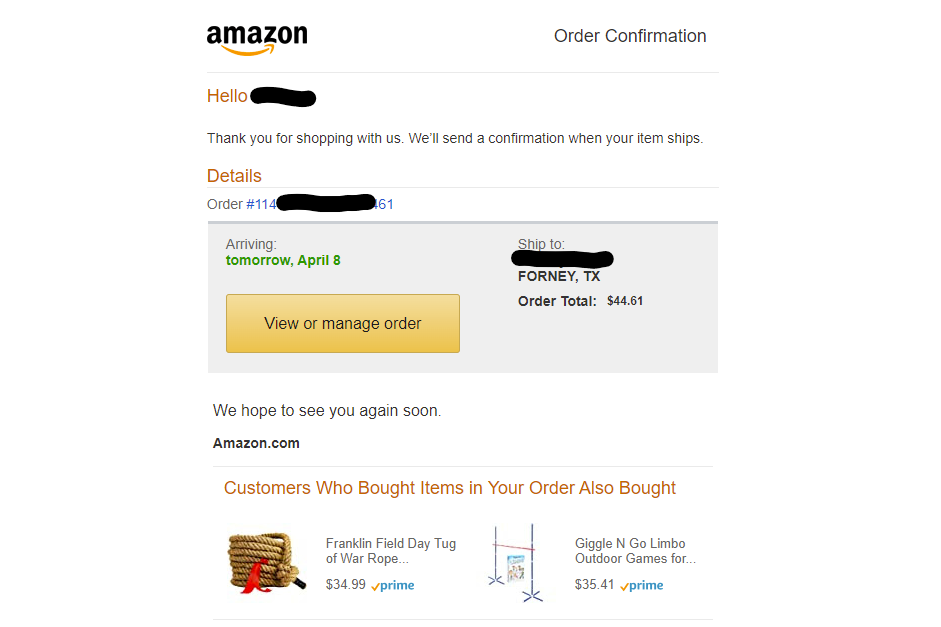 amazon
Order Confirmation
Hello
Thank you for shopping with us. We'll send a confirmation when your item ships.
Details
Order #114 461
Arriving:
tomorrow, April 8
Ship to:
FORNEY, TX
Order Total: $44.61
View or manage order
We hope to see you again soon.
Amazon.com
Customers Who Bought Items in Your Order Also Bought
Franklin Field Day Tug
of War Rope...
$34.99 prime
Giggle N Go Limbo
Outdoor Games for...
$35.41 prime